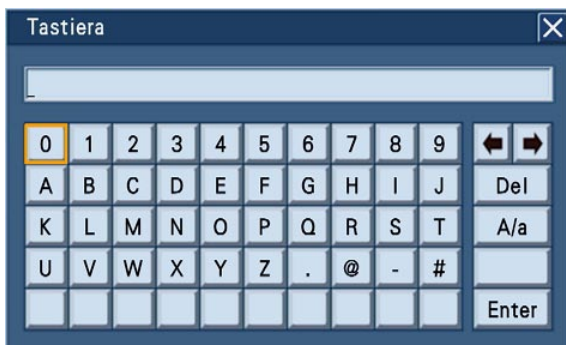 Tastiera X
_
0 1 2 3 4 5 6 7 8 9
A B C D E F G H I J Del
K L M N O P Q R S T A/a
U V W X Y Z . @ - #
Enter